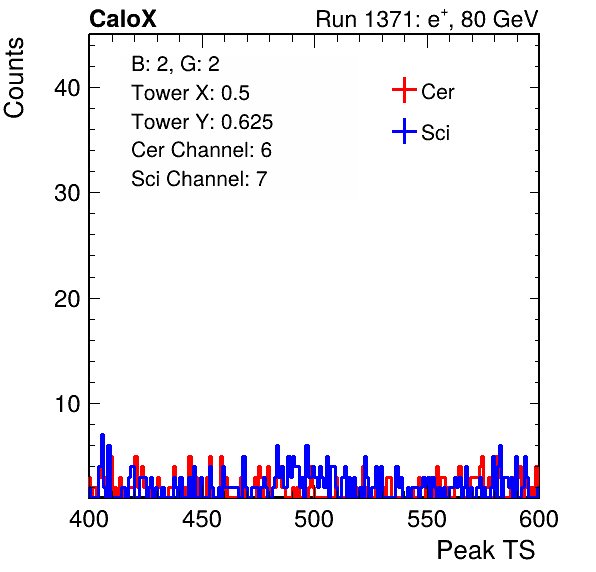 CaloX Run 1371: e⁺, 80 GeV
Counts
B: 2, G: 2
Tower X: 0.5
Tower Y: 0.625
Cer Channel: 6
Sci Channel: 7
Cer
Sci
40
30
20
10
400 450 500 550 600
Peak TS